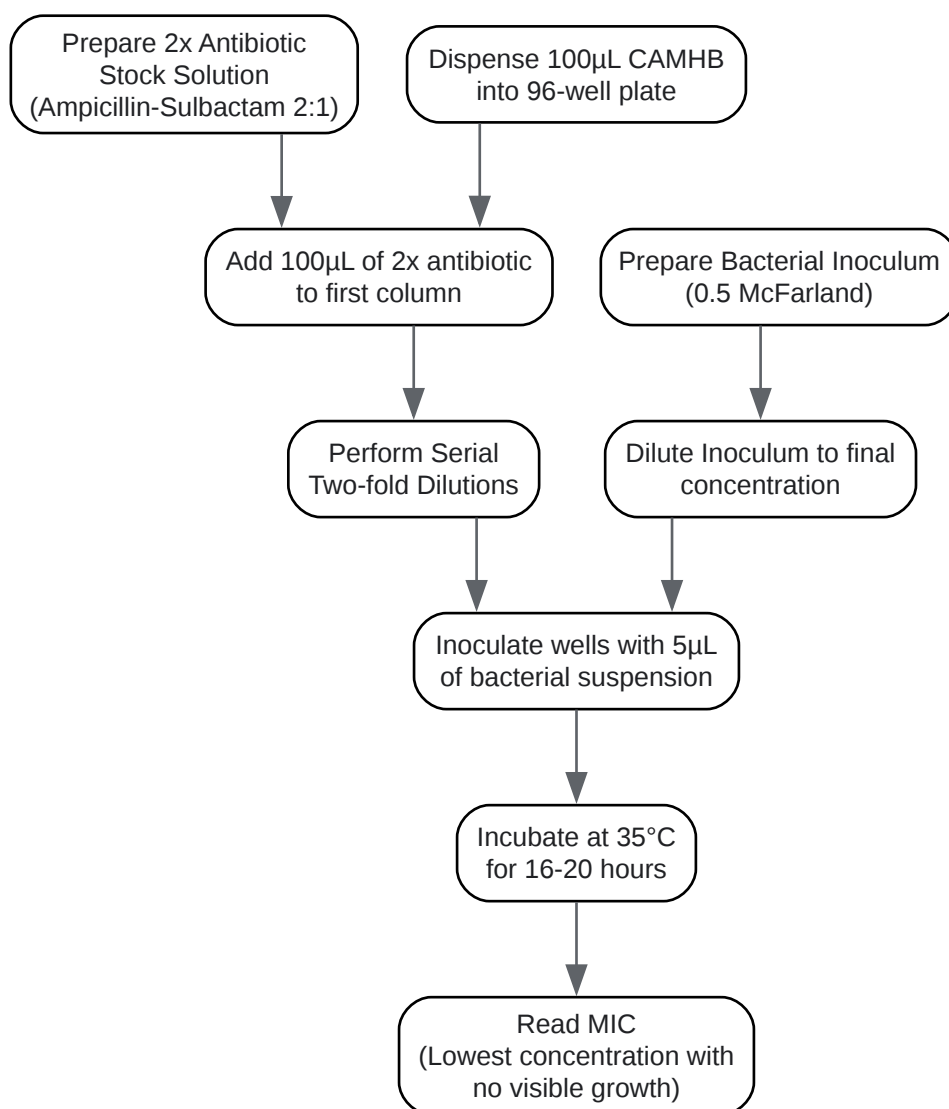 Prepare 2x Antibiotic
Stock Solution
(Ampicillin-Sulbactam 2:1)
Dispense 100µL CAMHB
into 96-well plate
Add 100µL of 2x antibiotic
to first column
Prepare Bacterial Inoculum
(0.5 McFarland)
Perform Serial
Two-fold Dilutions
Dilute Inoculum to final
concentration
Inoculate wells with 5µL
of bacterial suspension
Incubate at 35°C
for 16-20 hours
Read MIC
(Lowest concentration with
no visible growth)